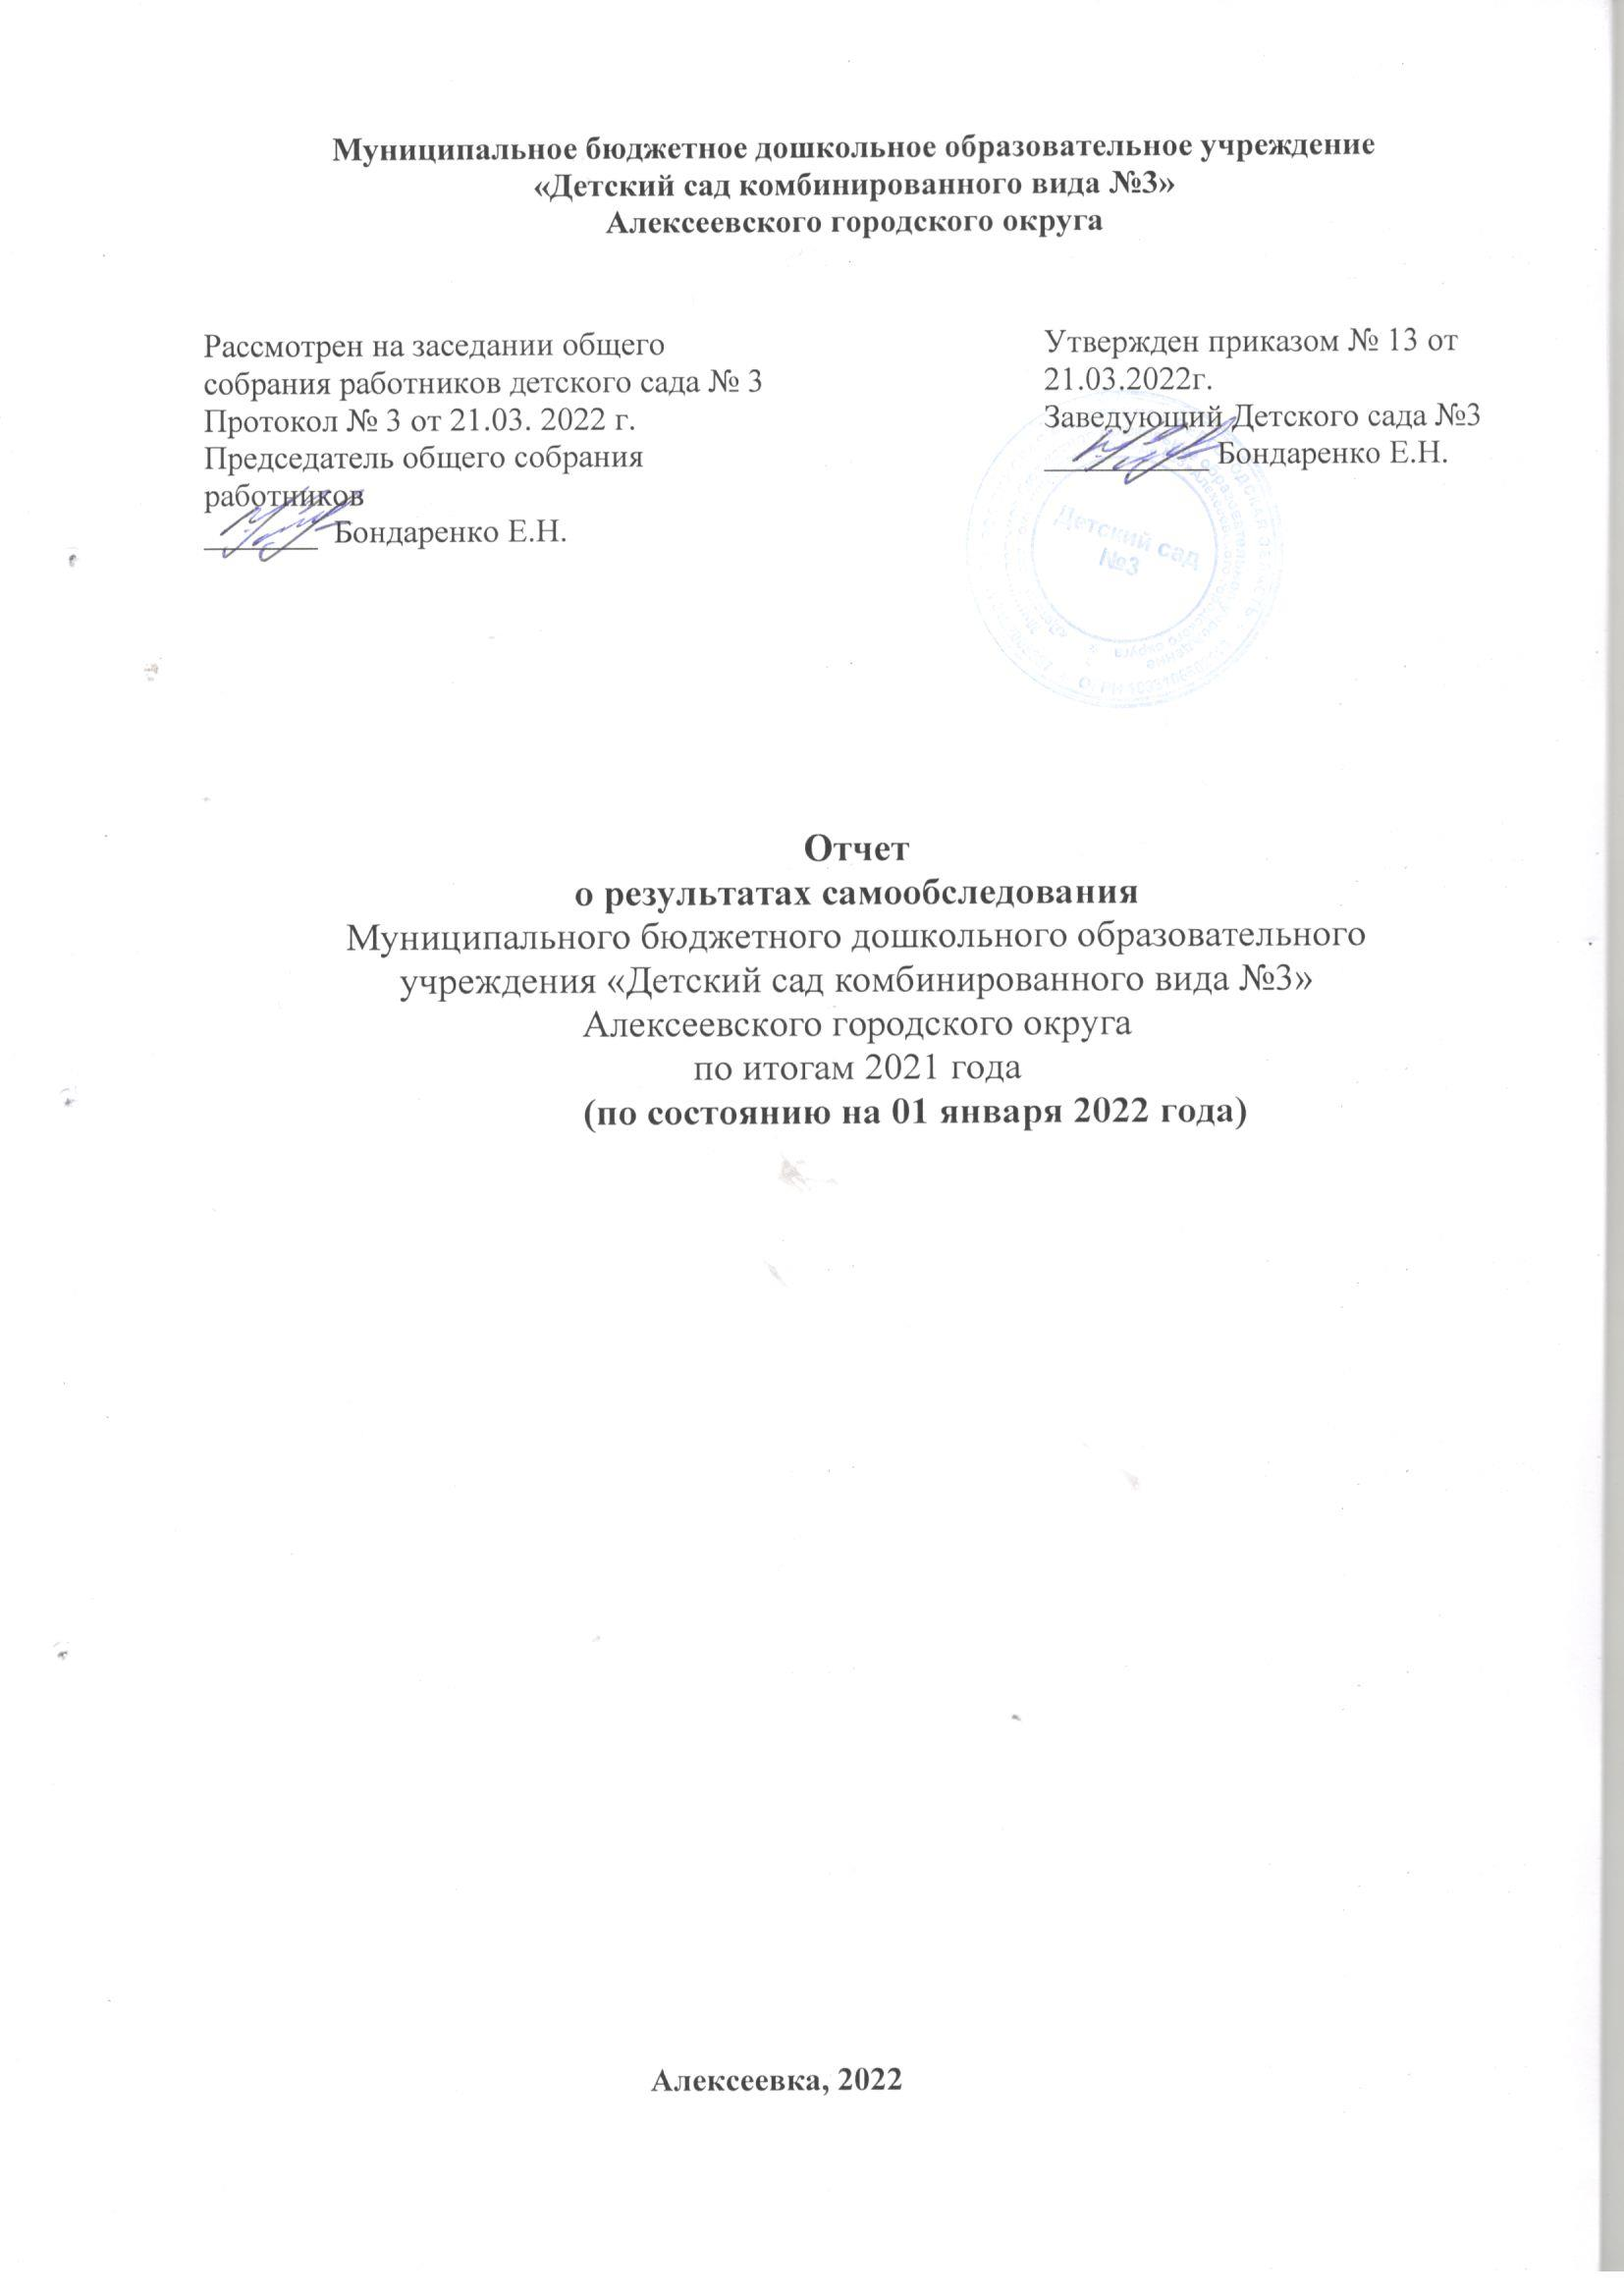 Муниципальное бюджетное дошкольное образовательное учреждение
«Детский сад комбинированного вида №3»
Алексеевского городского округа
Рассмотрен на заседании общего
собрания работников детского сада № 3
Протокол № 3 от 21.03. 2022 г.
Председатель общего собрания
работников
________ Бондаренко Е.Н.
Утвержден приказом № 13 от
21.03.2022г.
Заведующий Детского сада №3
___________ Бондаренко Е.Н.
Детский сад
№3
Отчет
о результатах самообследования
Муниципального бюджетного дошкольного образовательного
учреждения «Детский сад комбинированного вида №3»
Алексеевского городского округа
по итогам 2021 года
(по состоянию на 01 января 2022 года)
Алексеевка, 2022